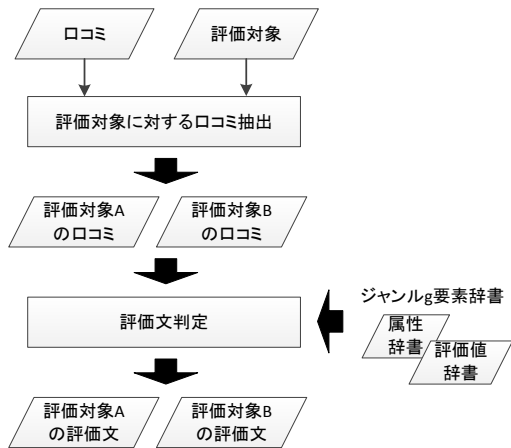 口コミ
評価対象
評価対象に対する口コミ抽出
評価対象A
の口コミ
評価対象B
の口コミ
ジャンルg要素辞書
評価文判定
属性
辞書
評価値
辞書
評価対象A
の評価文
評価対象B
の評価文